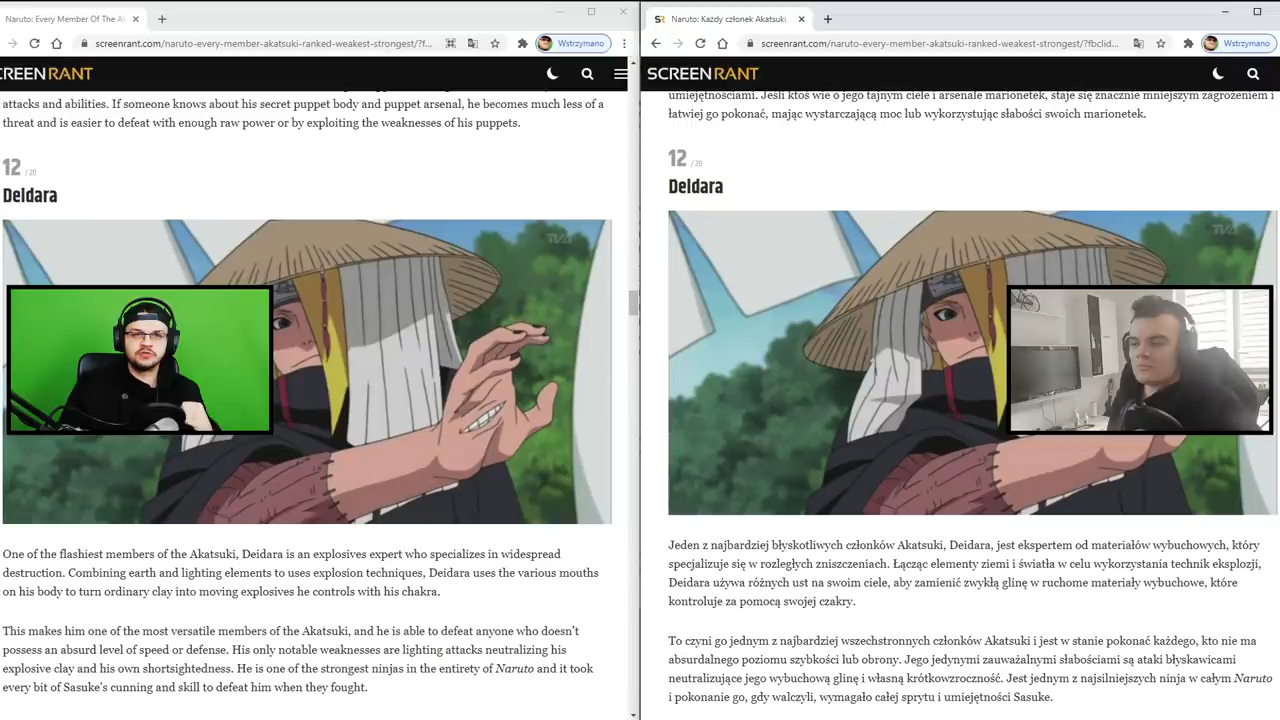 Naruto: Every Member Of The A
screenrant.com/naruto-every-member-akatsuki-ranked-weakest-strongest/?f...
Wstrzymano
SCREENRANT
attacks and abilities. If someone knows about his secret puppet body and puppet arsenal, he becomes much less of a
threat and is easier to defeat with enough raw power or by exploiting the weaknesses of his puppets.
12 / 20
Deidara
TVA
One of the flashiest members of the Akatsuki, Deidara is an explosives expert who specializes in widespread
destruction. Combining earth and lighting elements to uses explosion techniques, Deidara uses the various mouths
on his body to turn ordinary clay into moving explosives he controls with his chakra.
This makes him one of the most versatile members of the Akatsuki, and he is able to defeat anyone who doesn't
possess an absurd level of speed or defense. His only notable weaknesses are lighting attacks neutralizing his
explosive clay and his own shortsightedness. He is one of the strongest ninjas in the entirety of Naruto and it took
every bit of Sasuke's cunning and skill to defeat him when they fought.
SR Naruto: Każdy członek Akatsuki.
screenrant.com/naruto-every-member-akatsuki-ranked-weakest-strongest/?fbclid...
Wstrzymano
SCREENRANT
umiejętnościami. Jeśli ktoś wie o jego tajnym ciele i arsenale marionetek, staje się znacznie mniejszym zagrożeniem i
łatwiej go pokonać, mając wystarczającą moc lub wykorzystując słabości swoich marionetek.
12 / 20
Deidara
TVA
Jeden z najbardziej błyskotliwych członków Akatsuki, Deidara, jest ekspertem od materiałów wybuchowych, który
specjalizuje się w rozległych zniszczeniach. Łącząc elementy ziemi i światła w celu wykorzystania technik eksplozji,
Deidara używa różnych ust na swoim ciele, aby zamienić zwykłą glinę w ruchome materiały wybuchowe, które
kontroluje za pomocą swojej czakry.
To czyni go jednym z najbardziej wszechstronnych członków Akatsuki i jest w stanie pokonać każdego, kto nie ma
absurdalnego poziomu szybkości lub obrony. Jego jedynymi zauważalnymi słabościami są ataki błyskawicami
neutralizujące jego wybuchową glinę i własną krótkowzroczność. Jest jednym z najsilniejszych ninja w całym Naruto
i pokonanie go, gdy walczyli, wymagało całej sprytu i umiejętności Sasuke.